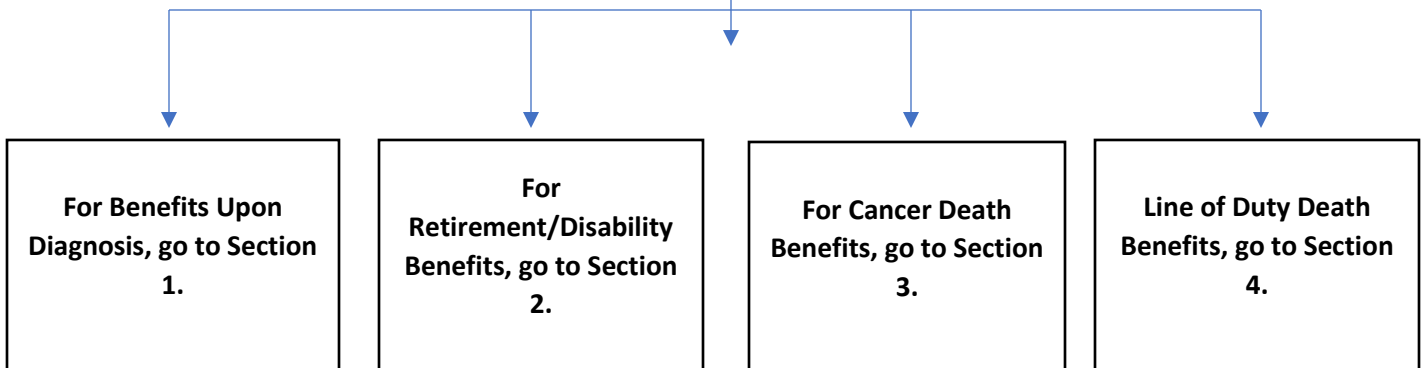 For Benefits Upon
Diagnosis, go to Section
1.
For
Retirement/Disability
Benefits, go to Section
2.
For Cancer Death
Benefits, go to Section
3.
Line of Duty Death
Benefits, go to Section
4.